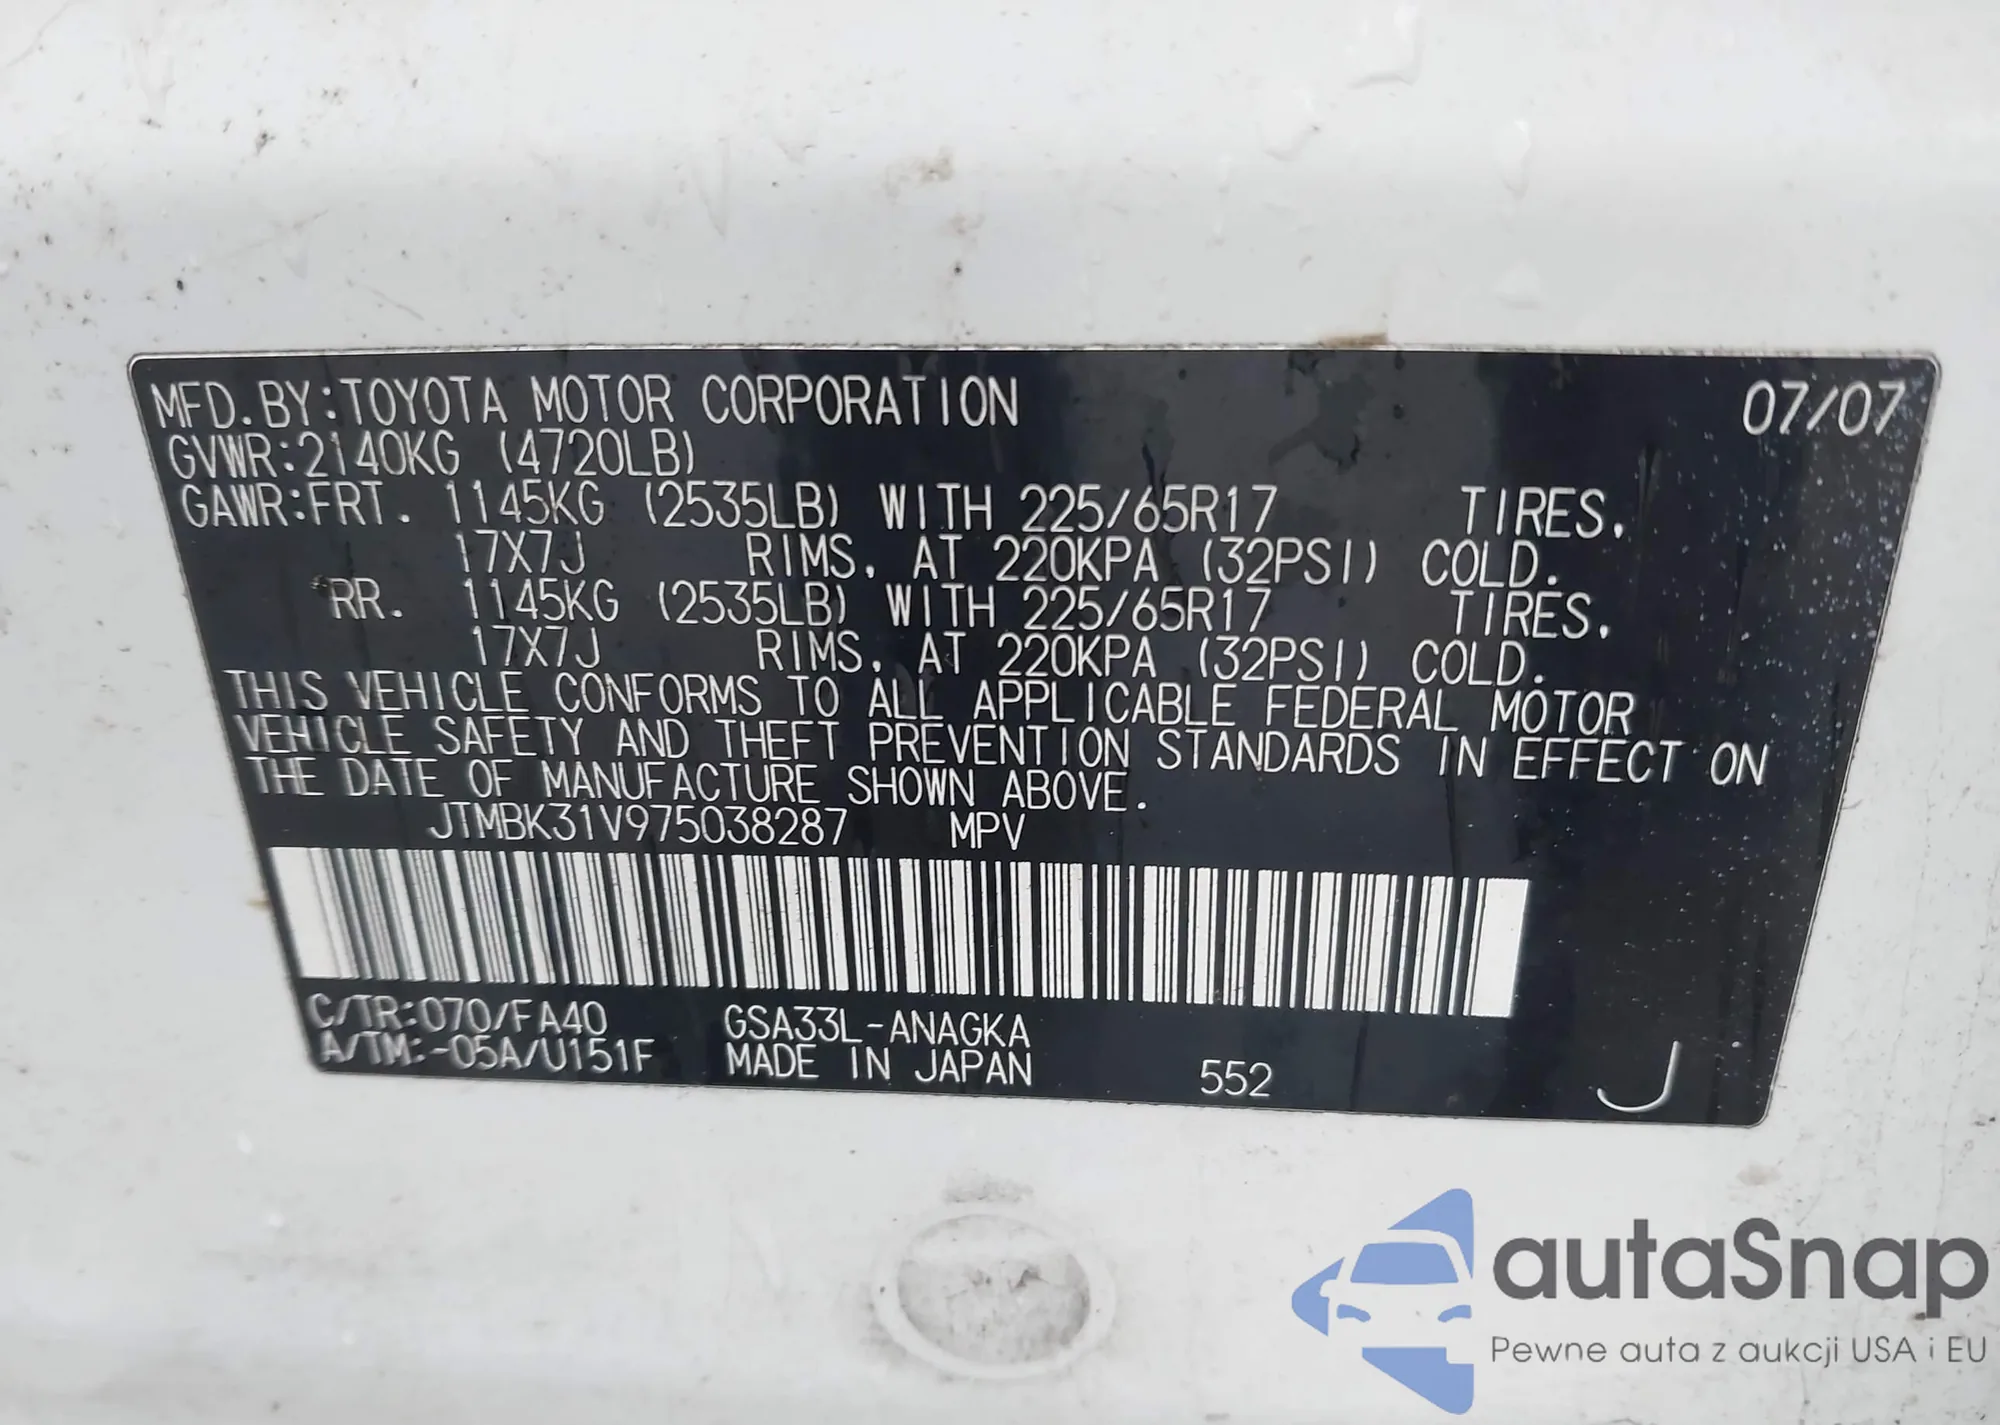 MFD.BY:TOYOTA MOTOR CORPORATION 07/07
GVWR:2140KG (4720LB)
GAWR:FRT. 1145KG (2535LB) WITH 225/65R17 TIRES,
17X7J RIMS, AT 220KPA (32PSI) COLD.
RR. 1145KG (2535LB) WITH 225/65R17 TIRES,
17X7J RIMS, AT 220KPA (32PSI) COLD.
THIS VEHICLE CONFORMS TO ALL APPLICABLE FEDERAL MOTOR
VEHICLE SAFETY AND THEFT PREVENTION STANDARDS IN EFFECT ON
THE DATE OF MANUFACTURE SHOWN ABOVE.
JTMBK31V975038287 MPV
C/TR:070/FA40 GSA33L-ANAGKA
A/TM:-05A/U151F MADE IN JAPAN 552 J
autaSnap
Pewne auta z aukcji USA i EU